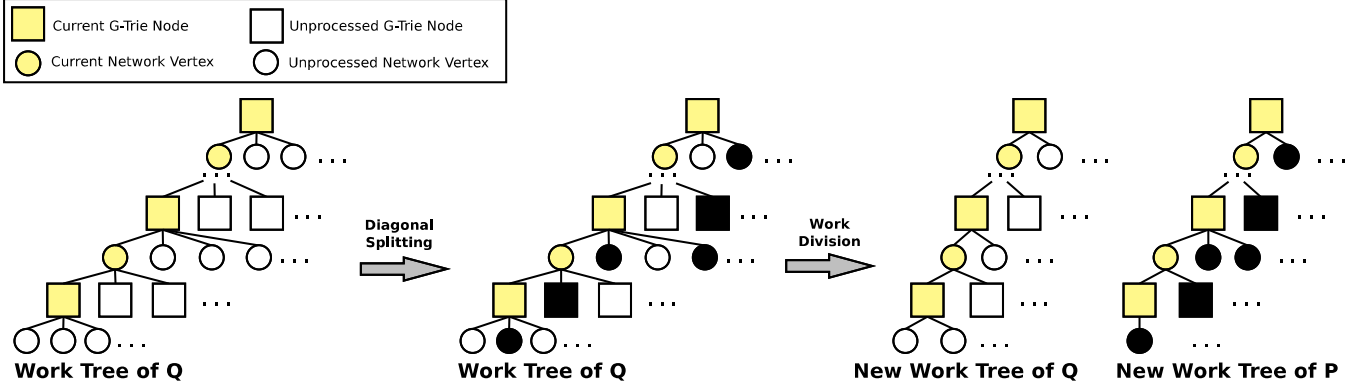 Current G-Trie Node
Unprocessed G-Trie Node
Current Network Vertex
Unprocessed Network Vertex
Diagonal
Splitting
Work
Division
Work Tree of Q
Work Tree of Q
New Work Tree of Q
New Work Tree of P